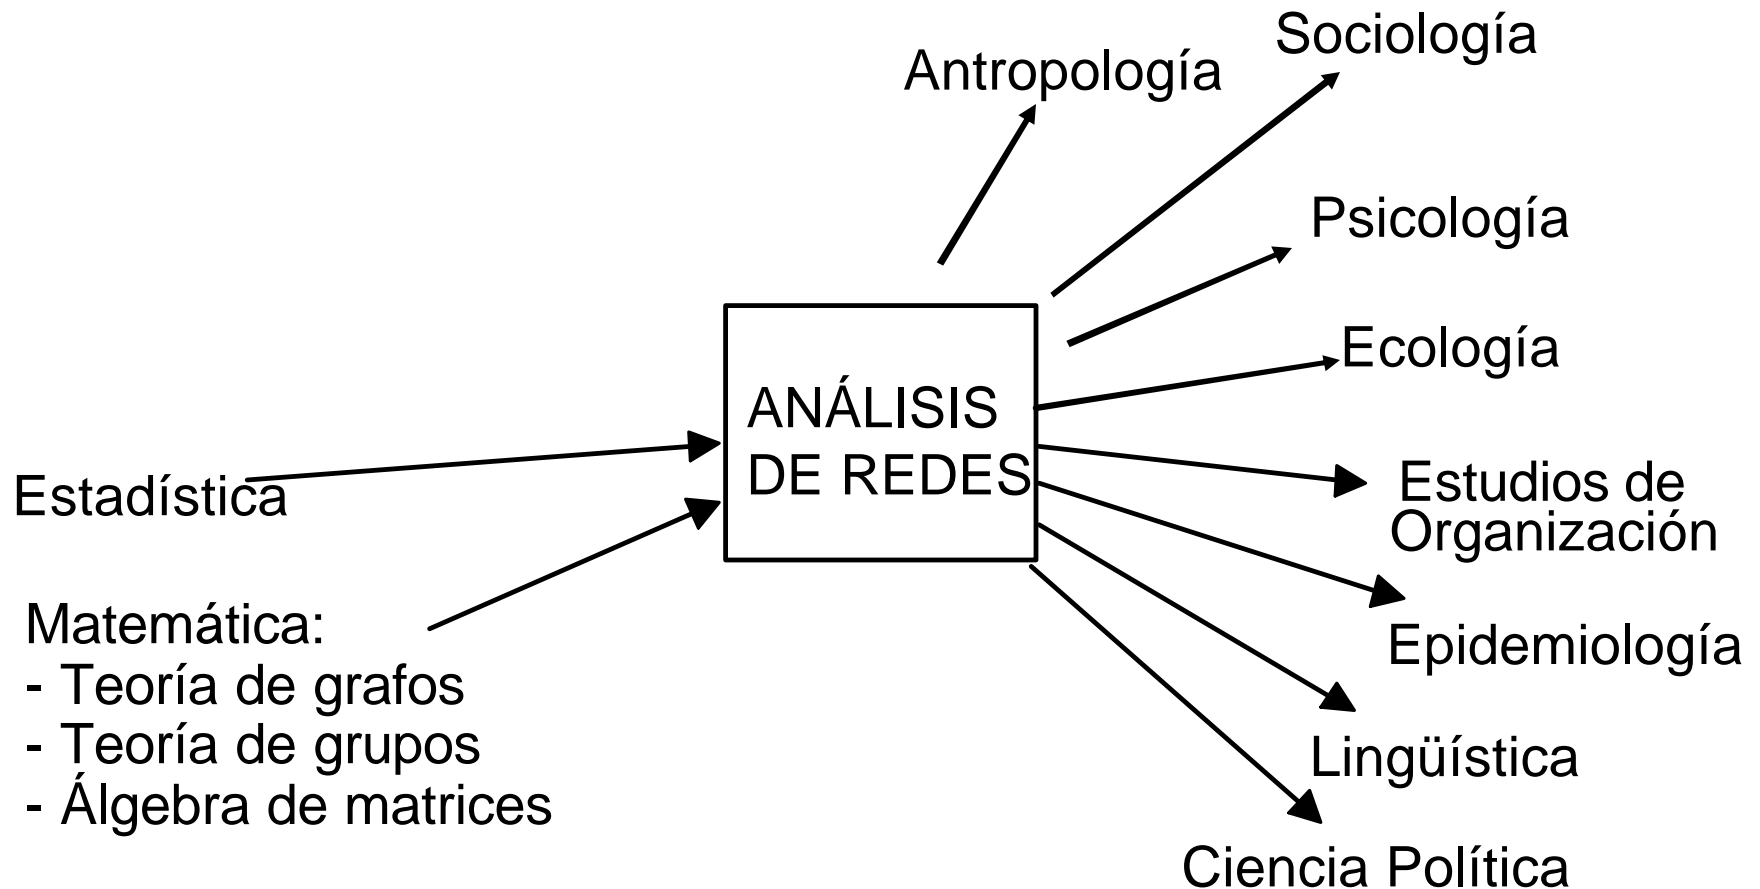 Sociología
Antropología
Psicología
Ecología
ANÁLISIS
DE REDES
Estadística
Estudios de
Organización
Matemática:
- Teoría de grafos
- Teoría de grupos
- Álgebra de matrices
Epidemiología
Lingüística
Ciencia Política